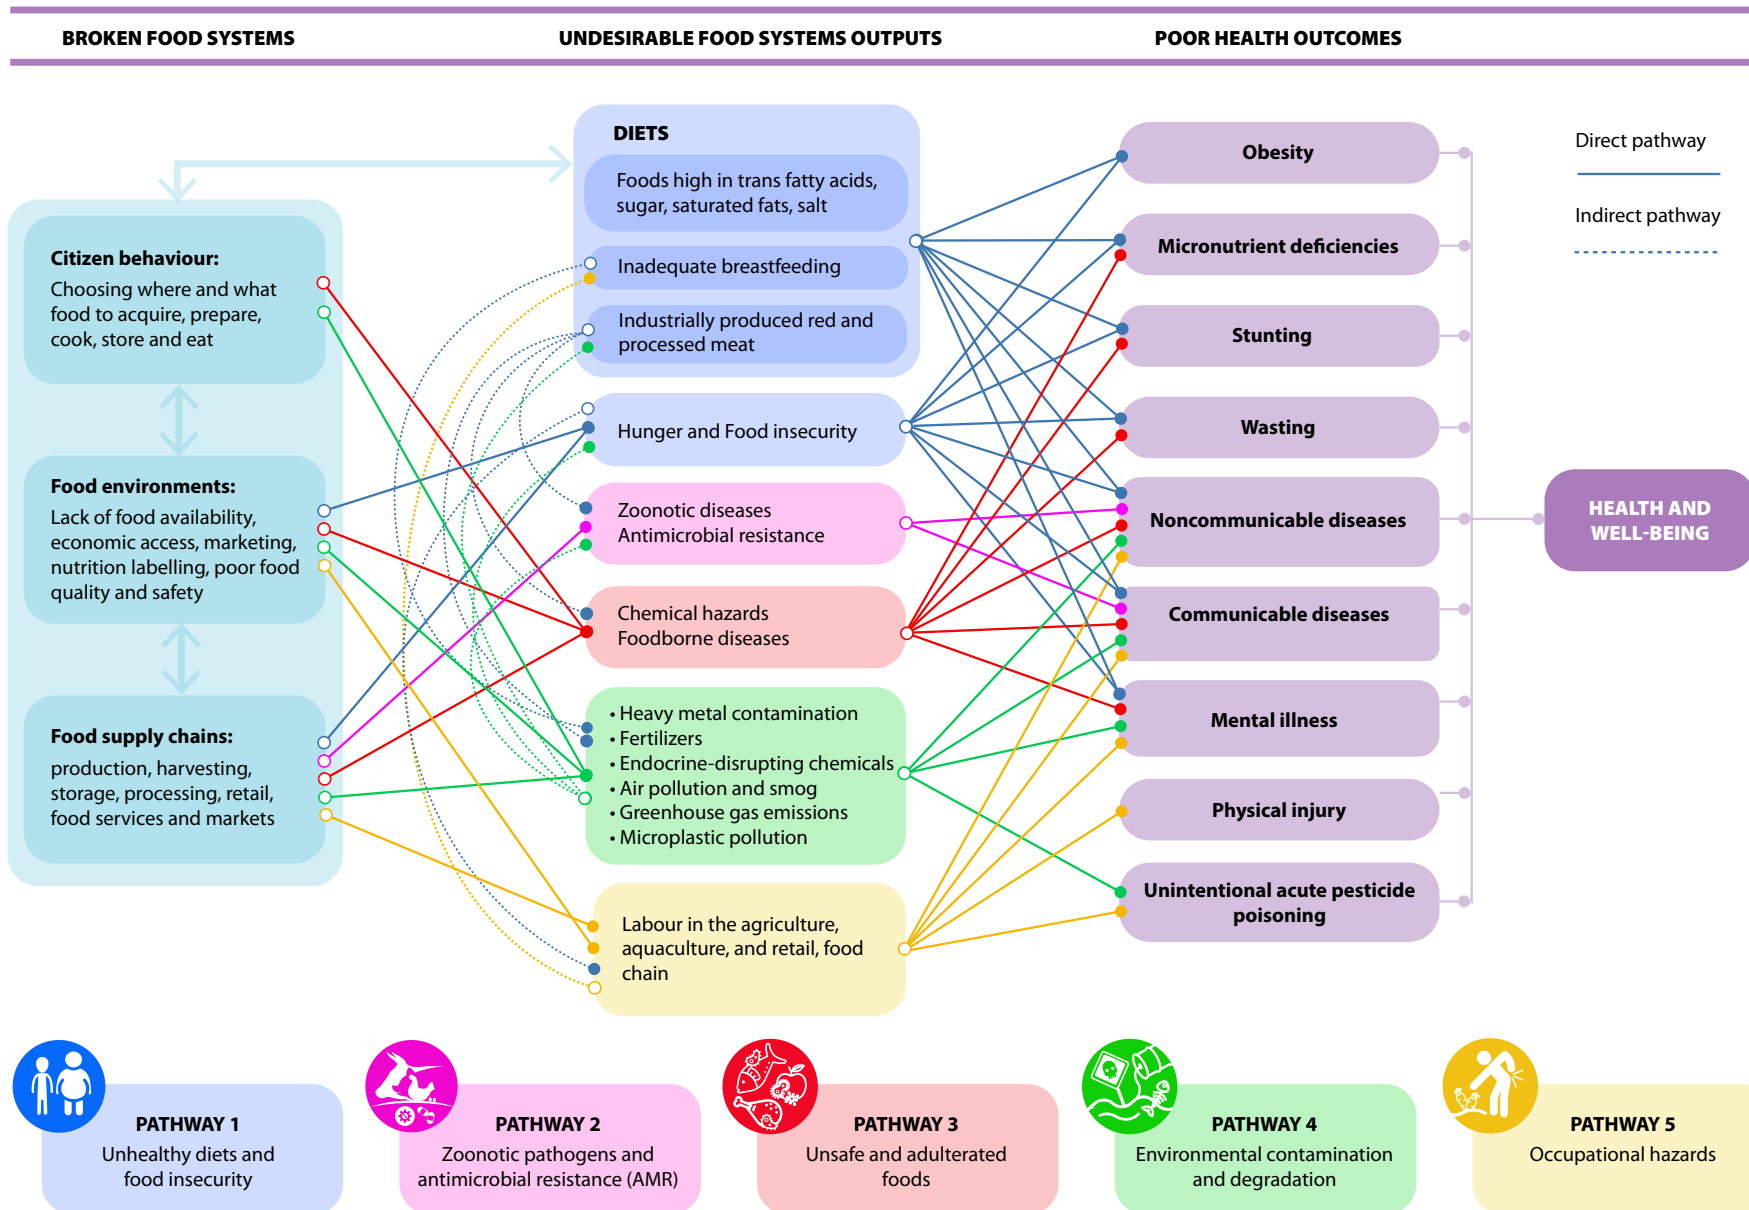 BROKEN FOOD SYSTEMS
UNDESIRABLE FOOD SYSTEMS OUTPUTS
POOR HEALTH OUTCOMES
Citizen behaviour:
Choosing where and what
food to acquire, prepare,
cook, store and eat
Food environments:
Lack of food availability,
economic access, marketing,
nutrition labelling, poor food
quality and safety
Food supply chains:
production, harvesting,
storage, processing, retail,
food services and markets
DIETS
Foods high in trans fatty acids,
sugar, saturated fats, salt
Inadequate breastfeeding
Industrially produced red and
processed meat
Hunger and Food insecurity
Zoonotic diseases
Antimicrobial resistance
Chemical hazards
Foodborne diseases
• Heavy metal contamination
• Fertilizers
• Endocrine-disrupting chemicals
• Air pollution and smog
• Greenhouse gas emissions
• Microplastic pollution
Labour in the agriculture,
aquaculture, and retail, food
chain
Obesity
Micronutrient deficiencies
Stunting
Wasting
Noncommunicable diseases
Communicable diseases
Mental illness
Physical injury
Unintentional acute pesticide
poisoning
Direct pathway
Indirect pathway
HEALTH AND
WELL-BEING
PATHWAY 1
Unhealthy diets and
food insecurity
PATHWAY 2
Zoonotic pathogens and
antimicrobial resistance (AMR)
PATHWAY 3
Unsafe and adulterated
foods
PATHWAY 4
Environmental contamination
and degradation
PATHWAY 5
Occupational hazards